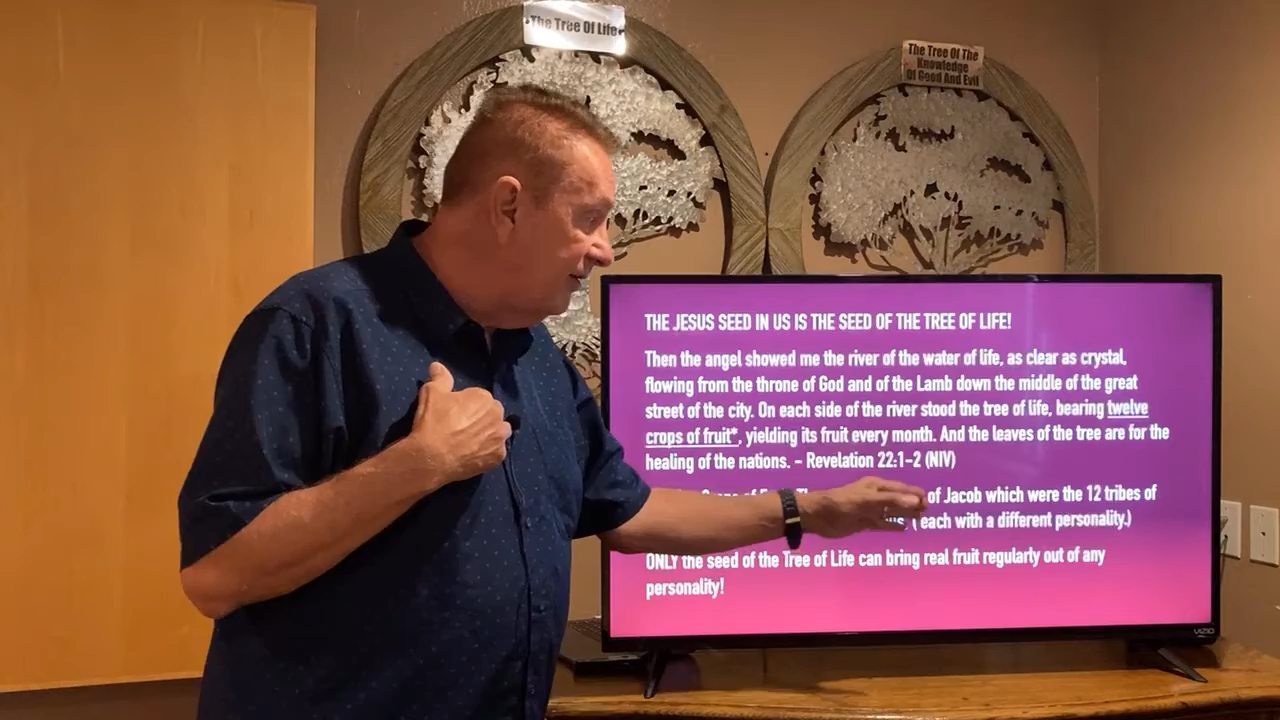 The Tree Of Life
The Tree Of The
Knowledge
Of Good And Evil
THE JESUS SEED IN US IS THE SEED OF THE TREE OF LIFE!
Then the angel showed me the river of the water of life, as clear as crystal,
flowing from the throne of God and of the Lamb down the middle of the great
street of the city. On each side of the river stood the tree of life, bearing twelve
crops of fruit*, yielding its fruit every month. And the leaves of the tree are for the
healing of the nations. – Revelation 22:1–2 (NIV)
of Jacob which were the 12 tribes of
( each with a different personality.)
ONLY the seed of the Tree of Life can bring real fruit regularly out of any
personality!
VIZIO